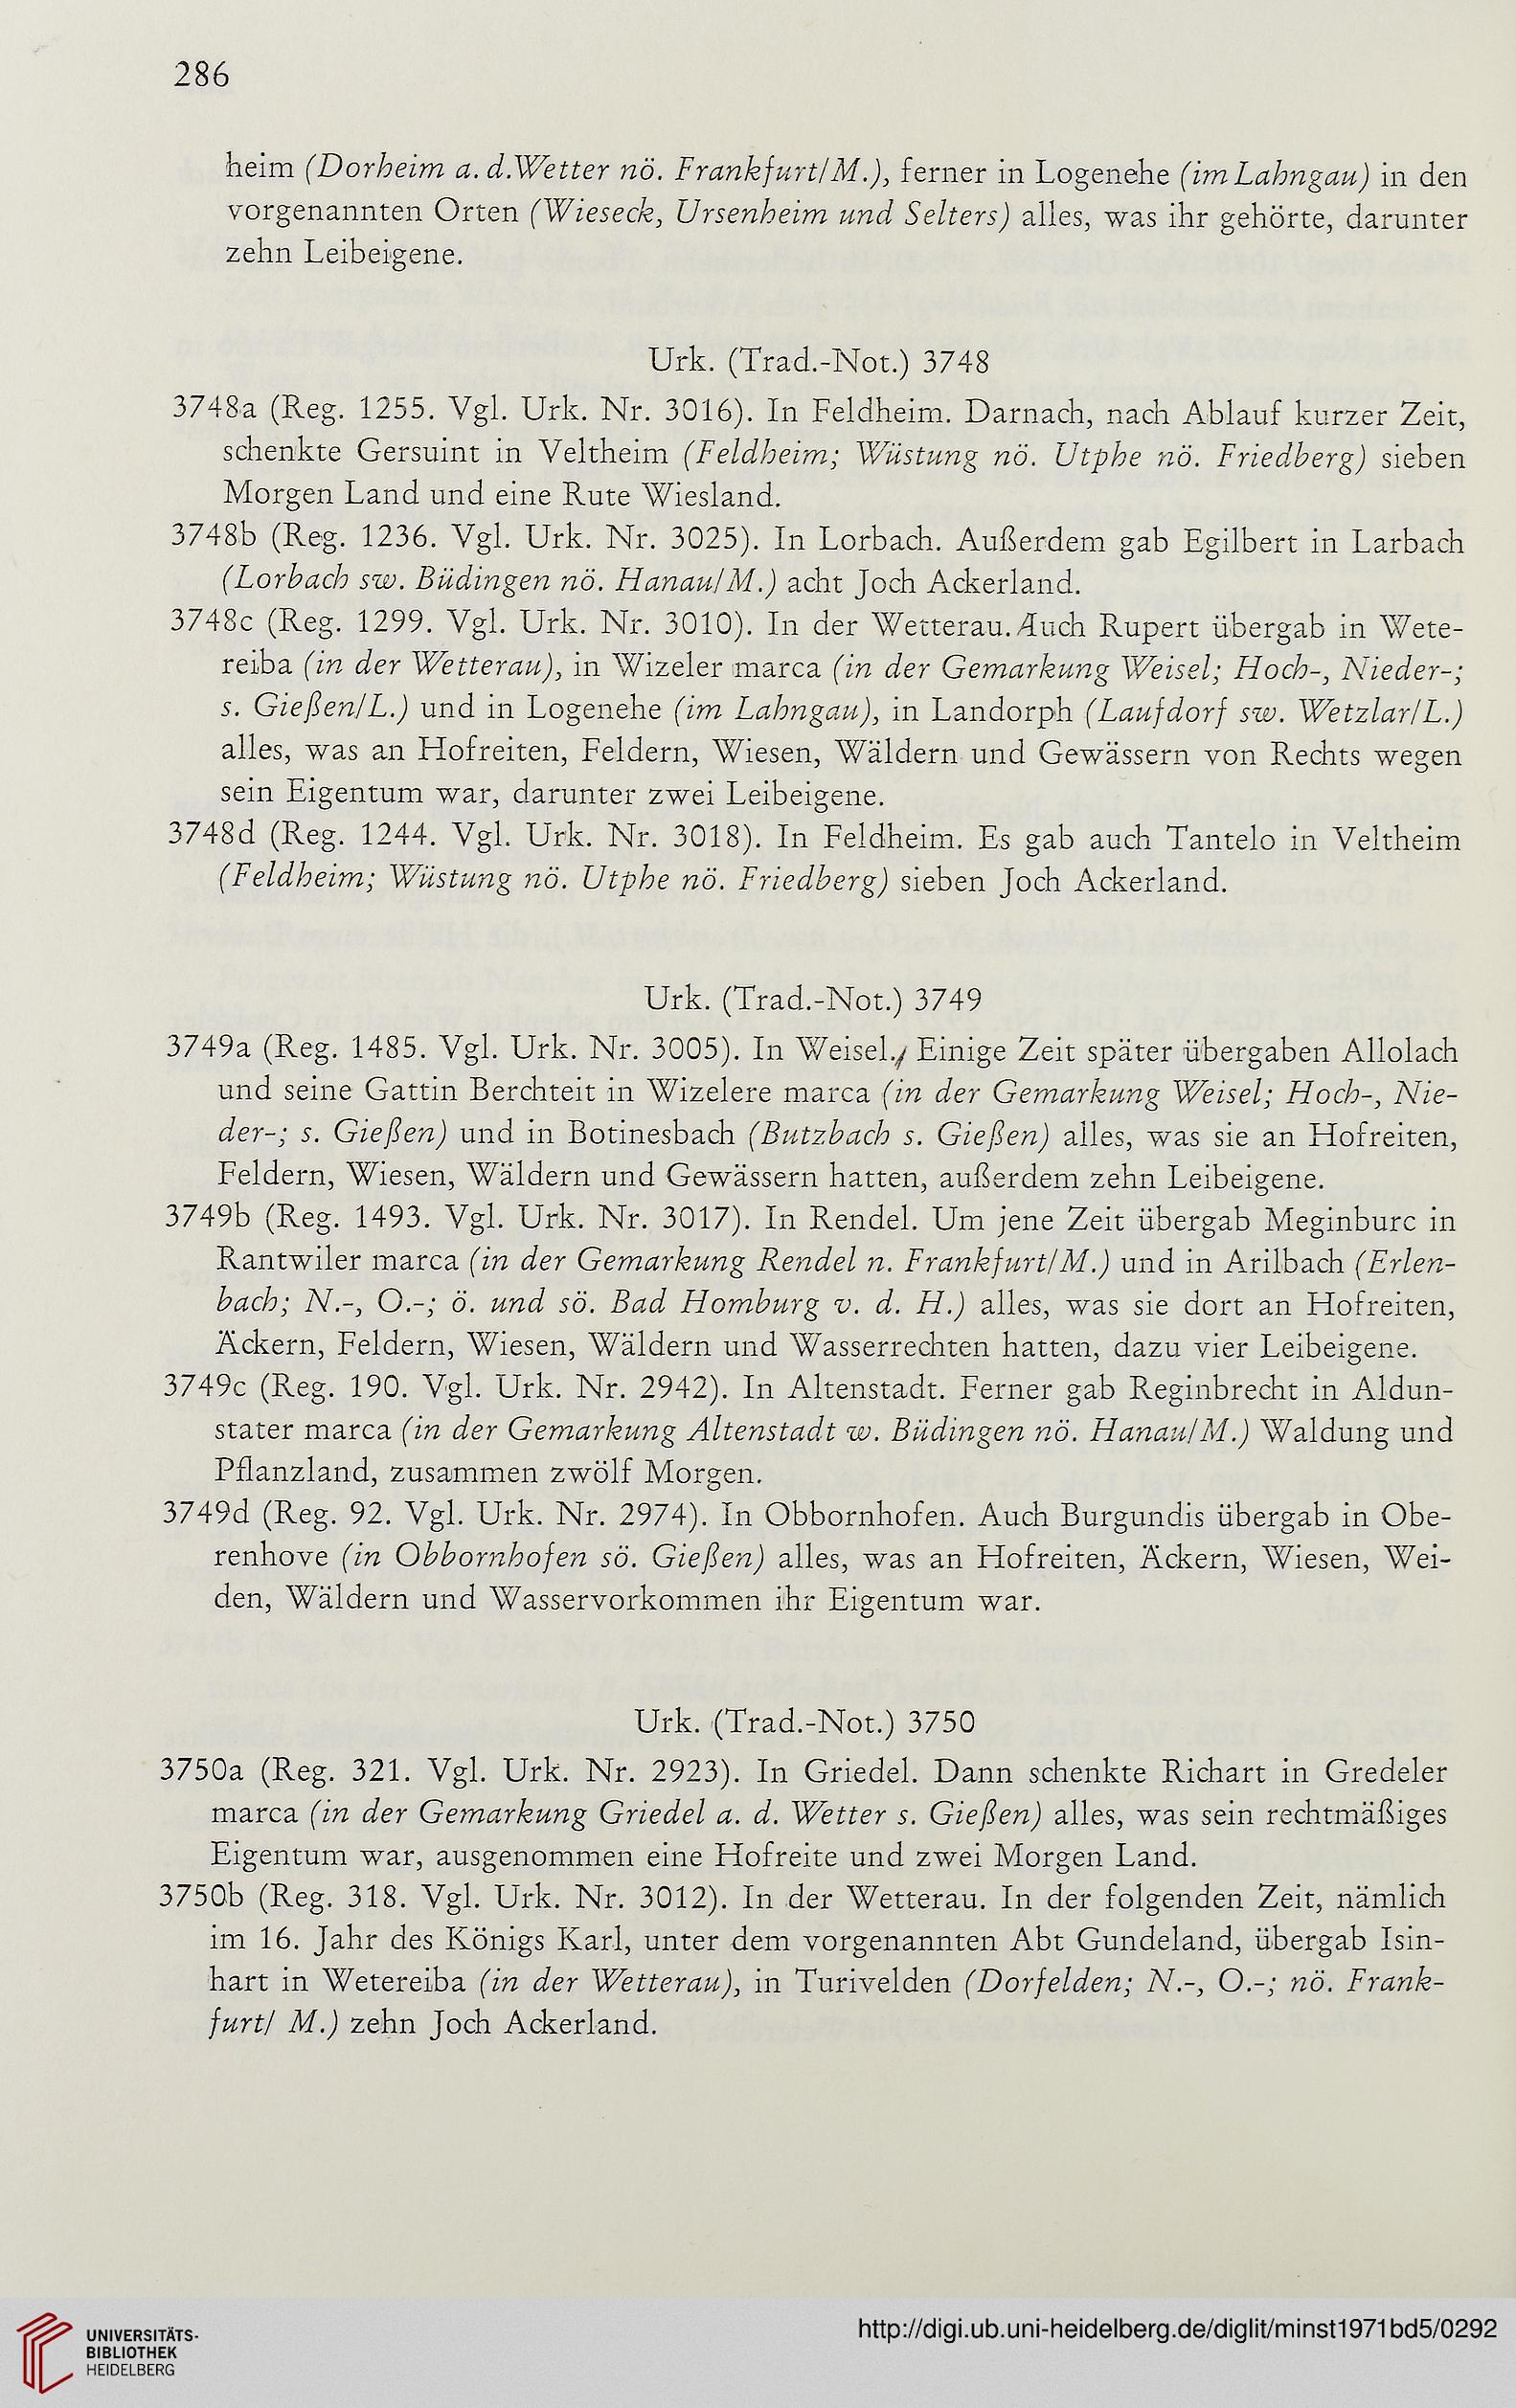 286
heim (Dorheim a. d.Wetter nö. Frankfurt/M.), ferner in Logenehe (im Lahngau) in den
vorgenannten Orten (Wieseck, Ursenheim und Selters) alles, was ihr gehörte, darunter
zehn Leibeigene.
Urk. (Trad.-Not.) 3748
3748a (Reg. 1255. Vgl. Urk. Nr. 3016). In Feldheim. Darnach, nach Ablauf kurzer Zeit,
schenkte Gersuint in Veltheim (Feldheim; Wüstung nö. Utphe nö. Friedberg) sieben
Morgen Land und eine Rute Wiesland.
3748b (Reg. 1236. Vgl. Urk. Nr. 3025). In Lorbach. Außerdem gab Egilbert in Larbach
(Lorbach sw. Büdingen nö. Hanau/M.) acht Joch Ackerland.
3748c (Reg. 1299. Vgl. Urk. Nr. 3010). In der Wetterau. Auch Rupert übergab in Wete-
reiba (in der Wetterau), in Wizeler marca (in der Gemarkung Weisel; Hoch-, Nieder-;
s. Gießen/L.) und in Logenehe (im Lahngau), in Landorph (Laufdorf sw. Wetzlar/L.)
alles, was an Hofreiten, Feldern, Wiesen, Wäldern und Gewässern von Rechts wegen
sein Eigentum war, darunter zwei Leibeigene.
3748d (Reg. 1244. Vgl. Urk. Nr. 3018). In Feldheim. Es gab auch Tantelo in Veltheim
(Feldheim; Wüstung nö. Utphe nö. Friedberg) sieben Joch Ackerland.
Urk. (Trad.-Not.) 3749
3749a (Reg. 1485. Vgl. Urk. Nr. 3005). In Weisel. Einige Zeit später übergaben Allolach
und seine Gattin Berchteit in Wizelere marca (in der Gemarkung Weisel; Hoch-, Nie-
der-; s. Gießen) und in Botinesbach (Butzbach s. Gießen) alles, was sie an Hofreiten,
Feldern, Wiesen, Wäldern und Gewässern hatten, außerdem zehn Leibeigene.
3749b (Reg. 1493. Vgl. Urk. Nr. 3017). In Rendel. Um jene Zeit übergab Meginburc in
Rantwiler marca (in der Gemarkung Rendel n. Frankfurt/M.) und in Arilbach (Erlen-
bach; N.-, O.-; ö. und sö. Bad Homburg v. d. H.) alles, was sie dort an Hofreiten,
Äckern, Feldern, Wiesen, Wäldern und Wasserrechten hatten, dazu vier Leibeigene.
3749c (Reg. 190. Vgl. Urk. Nr. 2942). In Altenstadt. Ferner gab Reginbrecht in Aldun-
stater marca (in der Gemarkung Altenstadt w. Büdingen nö. Hanau/M.) Waldung und
Pflanzland, zusammen zwölf Morgen.
3749d (Reg. 92. Vgl. Urk. Nr. 2974). In Obbornhofen. Auch Burgundis übergab in Obe-
renhove (in Obbornhofen sö. Gießen) alles, was an Hofreiten, Äckern, Wiesen, Wei-
den, Wäldern und Wasservorkommen ihr Eigentum war.
Urk. (Trad.-Not.) 3750
3750a (Reg. 321. Vgl. Urk. Nr. 2923). In Griedel. Dann schenkte Richart in Gredeler
marca (in der Gemarkung Griedel a. d. Wetter s. Gießen) alles, was sein rechtmäßiges
Eigentum war, ausgenommen eine Hofreite und zwei Morgen Land.
3750b (Reg. 318. Vgl. Urk. Nr. 3012). In der Wetterau. In der folgenden Zeit, nämlich
im 16. Jahr des Königs Karl, unter dem vorgenannten Abt Gundeland, übergab Isin-
hart in Wetereiba (in der Wetterau), in Turivelden (Dorfelden; N.-, O.-; nö. Frank-
furt/ M.) zehn Joch Ackerland.
UNIVERSITÄTS-
BIBLIOTHEK
HEIDELBERG
http://digi.ub.uni-heidelberg.de/diglit/minst1971bd5/0292